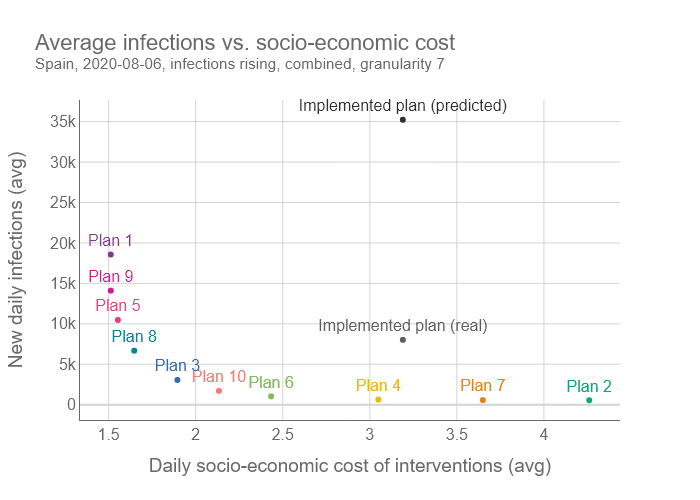 Average infections vs. socio-economic cost
Spain, 2020-08-06, infections rising, combined, granularity 7
Implemented plan (predicted)
35k
30k
25k
20k
15k
10k
5k
0
New daily infections (avg)
Plan 1
Plan 9
Plan 5
Plan 8
Implemented plan (real)
Plan 3
Plan 10
Plan 6
Plan 4
Plan 7
Plan 2
1.5
2
2.5
3
3.5
4
Daily socio-economic cost of interventions (avg)